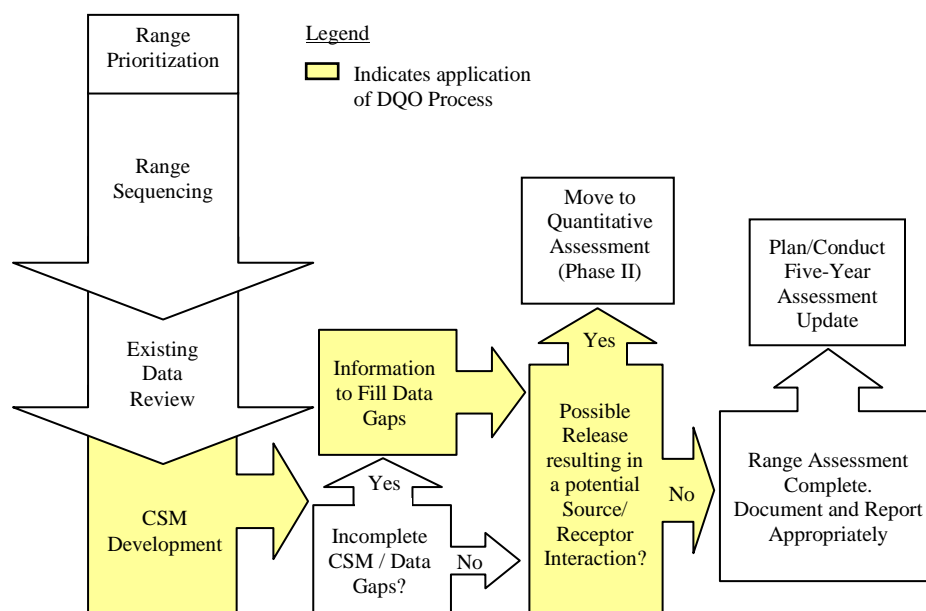 Range
Prioritization
Legend
Indicates application
of DQO Process
Range
Sequencing
Existing
Data
Review
CSM
Development
Information
to Fill Data
Gaps
Yes
Incomplete
CSM / Data
Gaps?
No
Move to
Quantitative
Assessment
(Phase II)
Yes
Possible
Release
resulting in
a potential
Source/
Receptor
Interaction?
No
Plan/Conduct
Five-Year
Assessment
Update
Range Assessment
Complete.
Document and Report
Appropriately